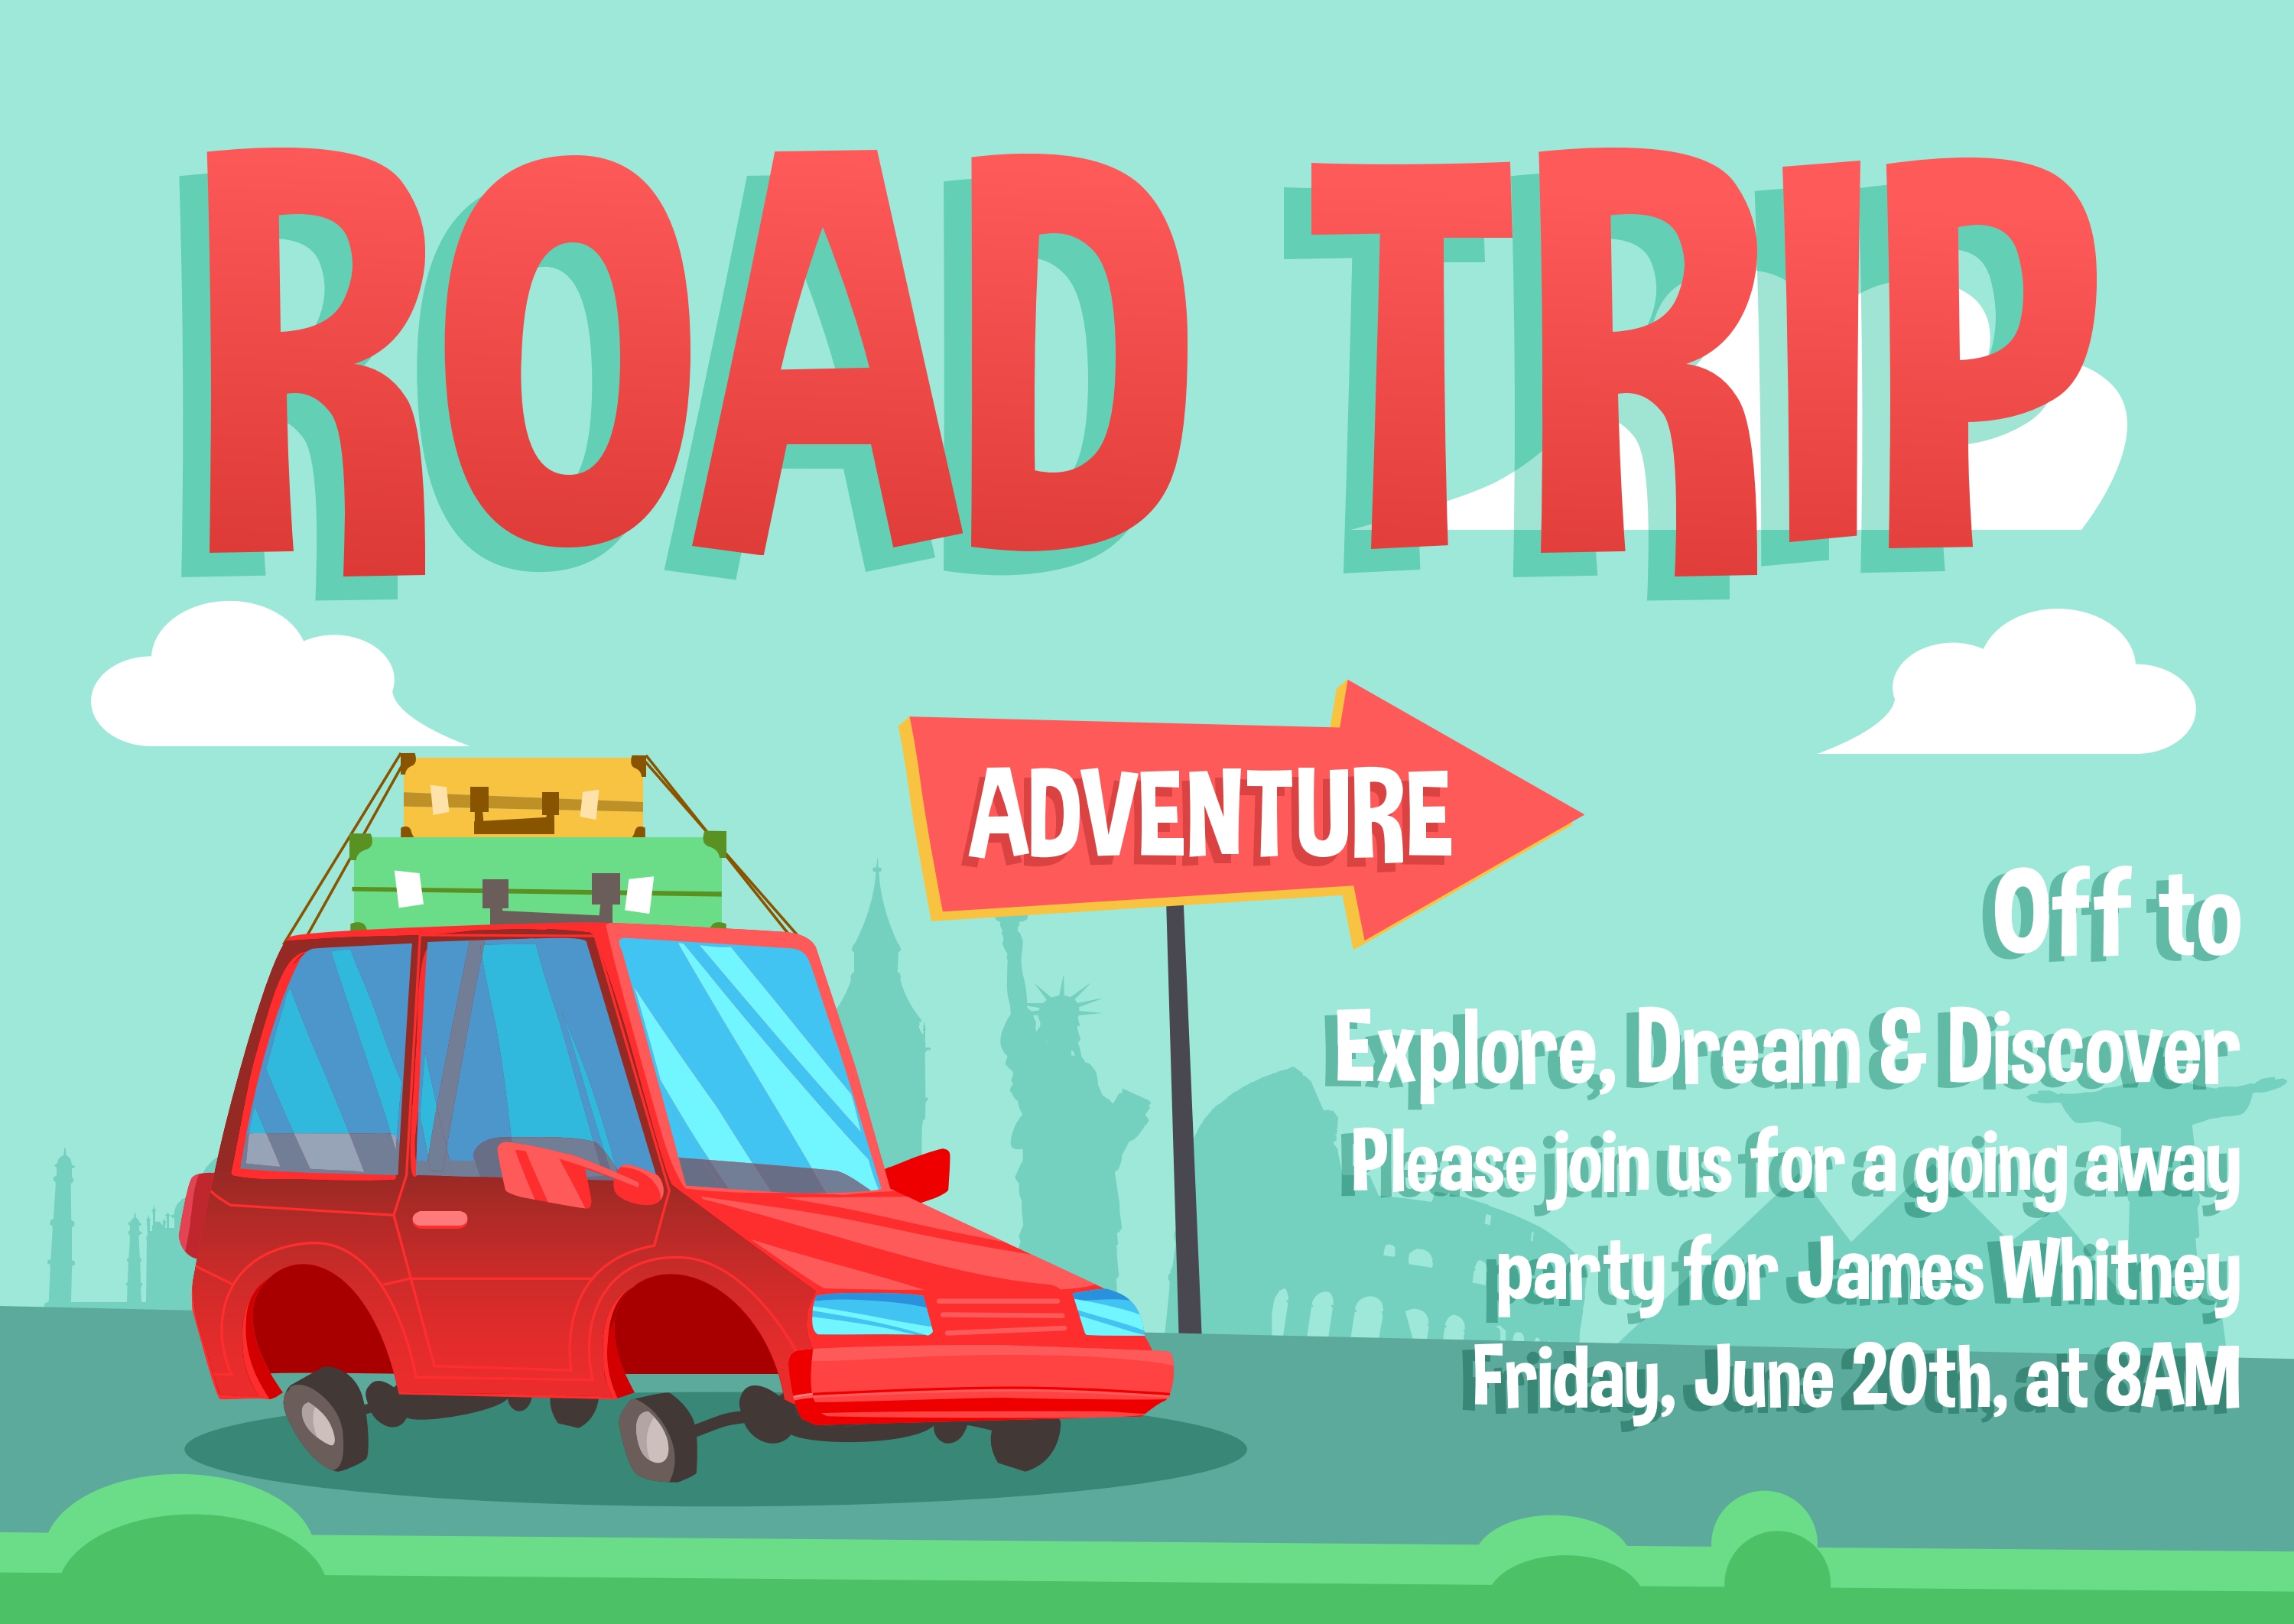 ROAD TRIP
ADVENTURE
Off to
Explore, Dream & Discover
Please join us for a going away
party for James Whitney
Friday, June 20th, at 8AM